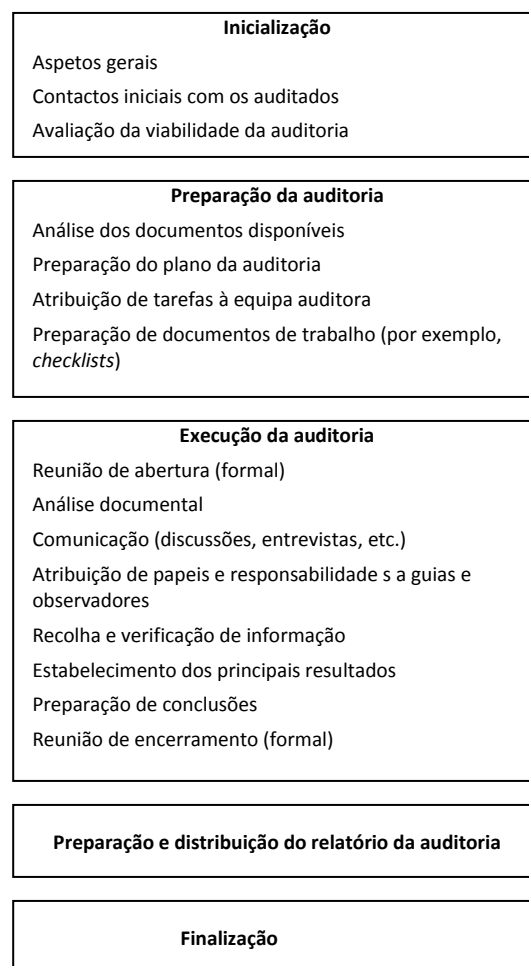 Inicialização
Aspetos gerais
Contactos iniciais com os auditados
Avaliação da viabilidade da auditoria
Preparação da auditoria
Análise dos documentos disponíveis
Preparação do plano da auditoria
Atribuição de tarefas à equipa auditora
Preparação de documentos de trabalho (por exemplo,
checklists)
Execução da auditoria
Reunião de abertura (formal)
Análise documental
Comunicação (discussões, entrevistas, etc.)
Atribuição de papeis e responsabilidade s a guias e
observadores
Recolha e verificação de informação
Estabelecimento dos principais resultados
Preparação de conclusões
Reunião de encerramento (formal)
Preparação e distribuição do relatório da auditoria
Finalização